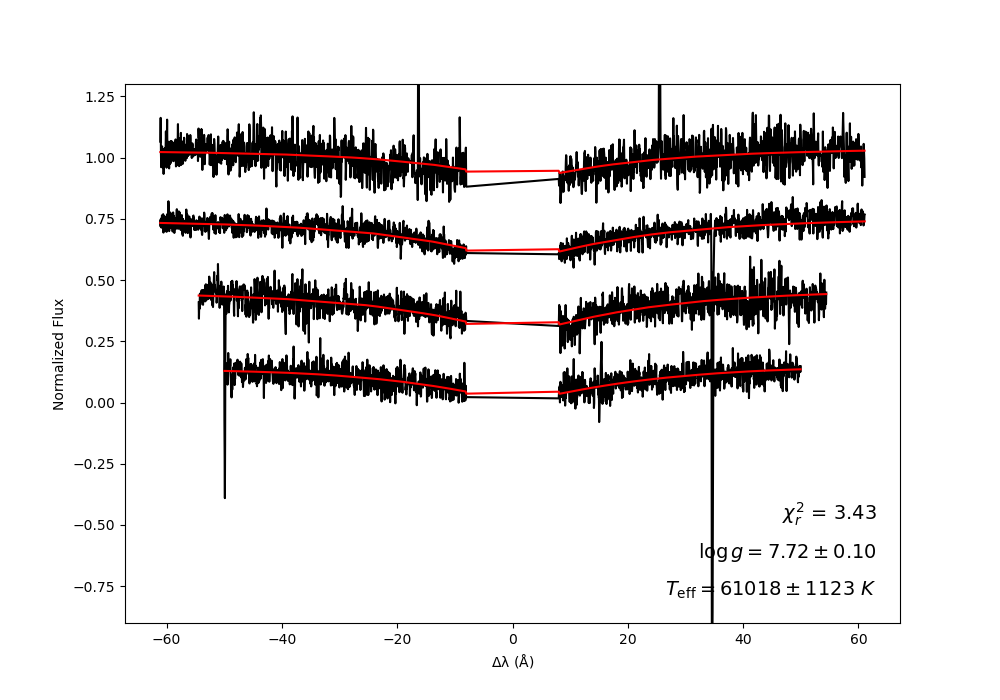 1.25
1.00
0.75
0.50
0.25
0.00
−0.25
−0.50
−0.75
Normalized Flux
χ²ᵣ = 3.43
log g = 7.72 ± 0.10
T_eff = 61018 ± 1123 K
−60 −40 −20 0 20 40 60
Δλ (Å)